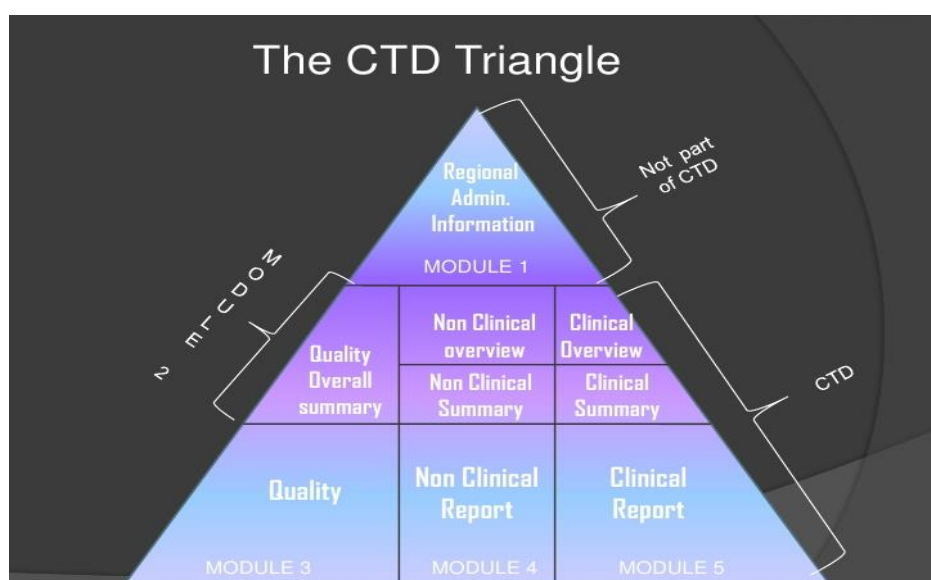 The CTD Triangle
Regional
Admin.
Information
MODULE 1
Not part
of CTD
MODULE 2
Quality
Overall
summary
Non Clinical
overview
Clinical
Overview
Non Clinical
Summary
Clinical
Summary
CTD
Quality
MODULE 3
Non Clinical
Report
MODULE 4
Clinical
Report
MODULE 5